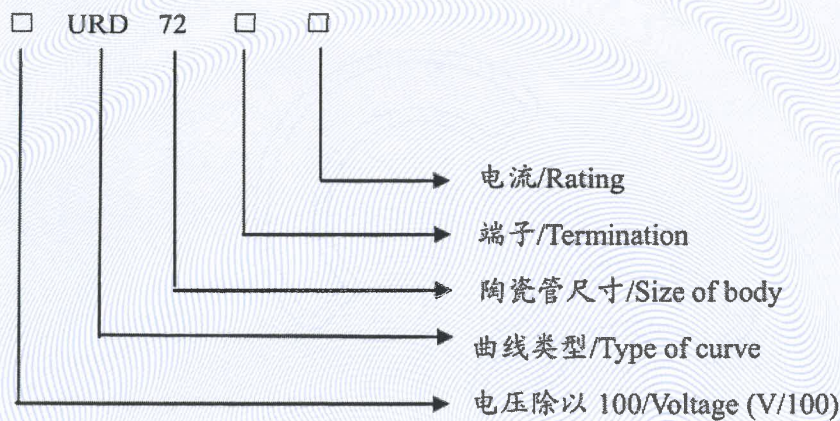 □ URD 72 □ □
电流/Rating
端子/Termination
陶瓷管尺寸/Size of body
曲线类型/Type of curve
电压除以 100/Voltage (V/100)